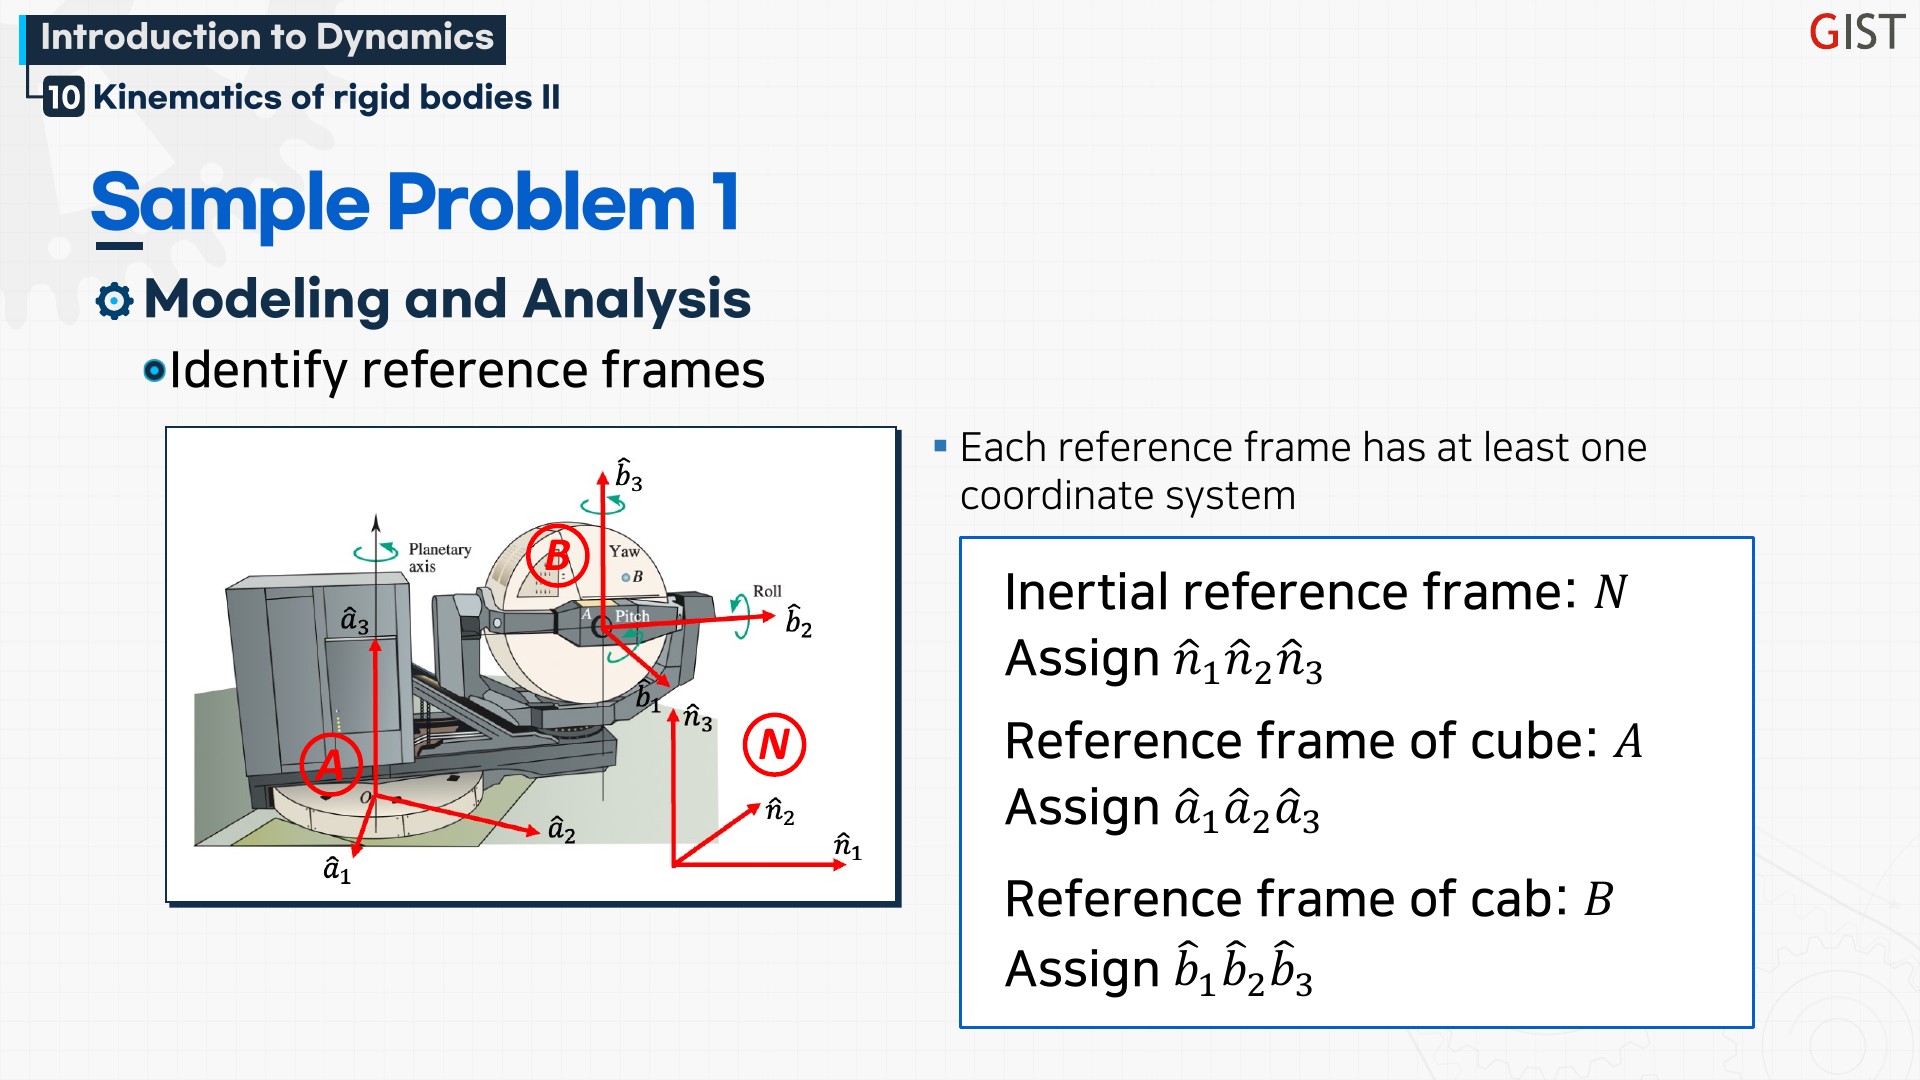 Introduction to Dynamics
GIST
10 Kinematics of rigid bodies II
Sample Problem 1
Modeling and Analysis
Identify reference frames
b̂₃
Planetary
axis
B
Yaw
B
Roll
â₃
A
Pitch
b̂₂
b̂₁
n̂₃
N
A
O
n̂₂
â₂
n̂₁
â₁
▪ Each reference frame has at least one
coordinate system
Inertial reference frame: N
Assign n̂₁n̂₂n̂₃
Reference frame of cube: A
Assign â₁â₂â₃
Reference frame of cab: B
Assign b̂₁b̂₂b̂₃